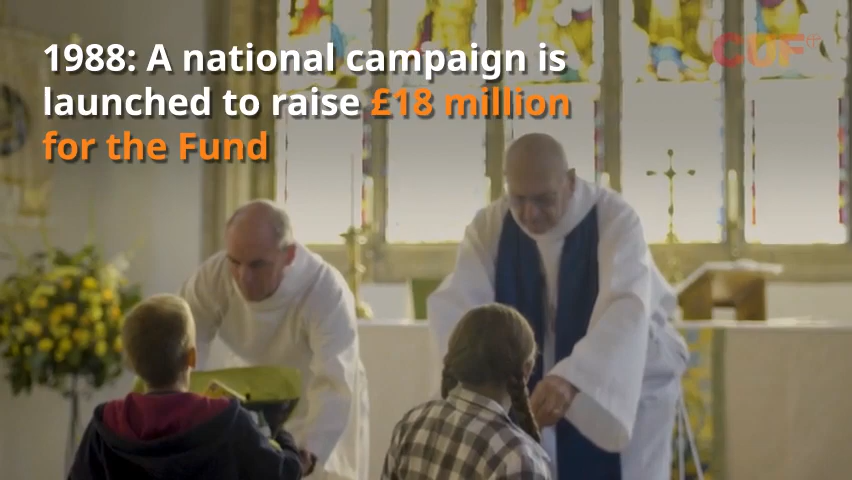 1988: A national campaign is
launched to raise £18 million
for the Fund
CUF